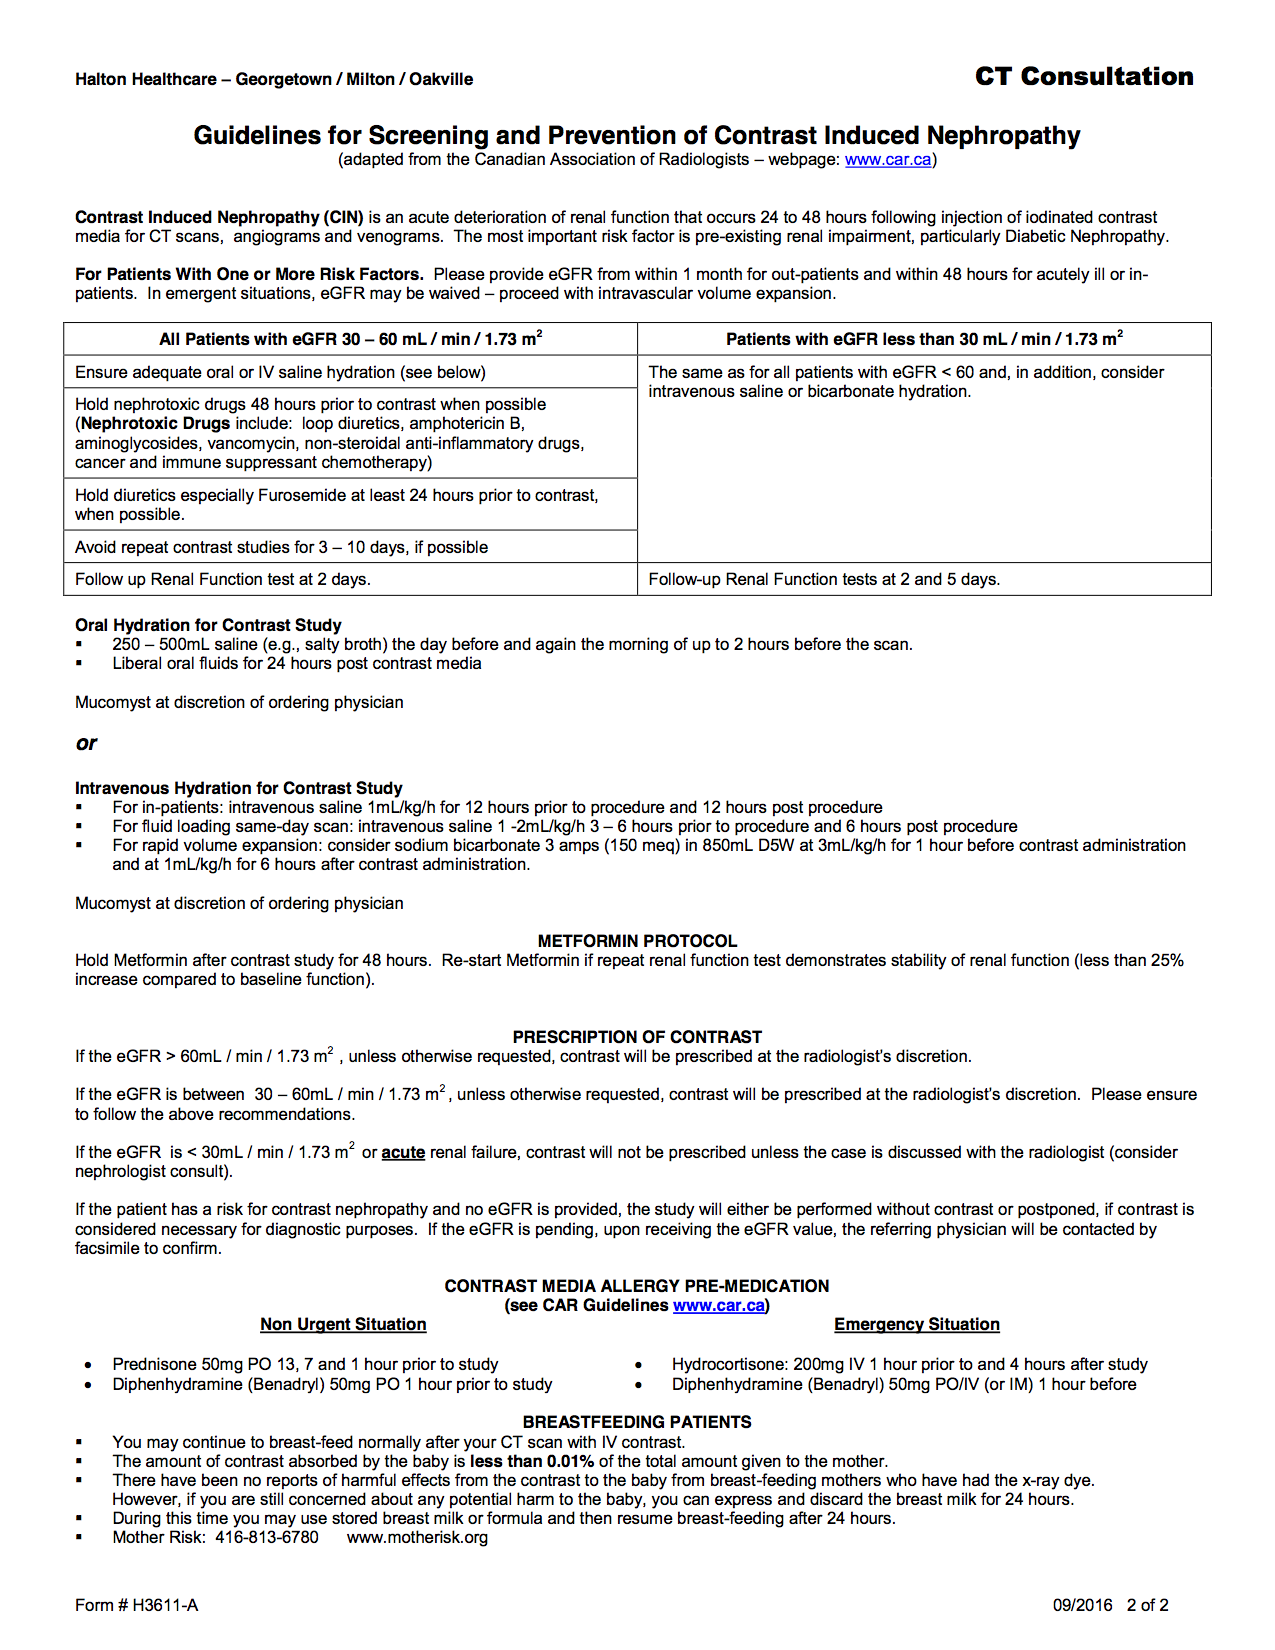 Halton Healthcare – Georgetown / Milton / Oakville
CT Consultation
Guidelines for Screening and Prevention of Contrast Induced Nephropathy
(adapted from the Canadian Association of Radiologists – webpage: www.car.ca)
Contrast Induced Nephropathy (CIN) is an acute deterioration of renal function that occurs 24 to 48 hours following injection of iodinated contrast
media for CT scans, angiograms and venograms. The most important risk factor is pre-existing renal impairment, particularly Diabetic Nephropathy.
For Patients With One or More Risk Factors. Please provide eGFR from within 1 month for out-patients and within 48 hours for acutely ill or in-
patients. In emergent situations, eGFR may be waived – proceed with intravascular volume expansion.
All Patients with eGFR 30 – 60 mL / min / 1.73 m²
Patients with eGFR less than 30 mL / min / 1.73 m²
Ensure adequate oral or IV saline hydration (see below)
The same as for all patients with eGFR < 60 and, in addition, consider
intravenous saline or bicarbonate hydration.
Hold nephrotoxic drugs 48 hours prior to contrast when possible
(Nephrotoxic Drugs include: loop diuretics, amphotericin B,
aminoglycosides, vancomycin, non-steroidal anti-inflammatory drugs,
cancer and immune suppressant chemotherapy)
Hold diuretics especially Furosemide at least 24 hours prior to contrast,
when possible.
Avoid repeat contrast studies for 3 – 10 days, if possible
Follow up Renal Function test at 2 days.
Follow-up Renal Function tests at 2 and 5 days.
Oral Hydration for Contrast Study
▪ 250 – 500mL saline (e.g., salty broth) the day before and again the morning of up to 2 hours before the scan.
▪ Liberal oral fluids for 24 hours post contrast media
Mucomyst at discretion of ordering physician
or
Intravenous Hydration for Contrast Study
▪ For in-patients: intravenous saline 1mL/kg/h for 12 hours prior to procedure and 12 hours post procedure
▪ For fluid loading same-day scan: intravenous saline 1 -2mL/kg/h 3 – 6 hours prior to procedure and 6 hours post procedure
▪ For rapid volume expansion: consider sodium bicarbonate 3 amps (150 meq) in 850mL D5W at 3mL/kg/h for 1 hour before contrast administration
and at 1mL/kg/h for 6 hours after contrast administration.
Mucomyst at discretion of ordering physician
METFORMIN PROTOCOL
Hold Metformin after contrast study for 48 hours. Re-start Metformin if repeat renal function test demonstrates stability of renal function (less than 25%
increase compared to baseline function).
PRESCRIPTION OF CONTRAST
If the eGFR > 60mL / min / 1.73 m² , unless otherwise requested, contrast will be prescribed at the radiologist's discretion.
If the eGFR is between 30 – 60mL / min / 1.73 m² , unless otherwise requested, contrast will be prescribed at the radiologist's discretion. Please ensure
to follow the above recommendations.
If the eGFR is < 30mL / min / 1.73 m² or acute renal failure, contrast will not be prescribed unless the case is discussed with the radiologist (consider
nephrologist consult).
If the patient has a risk for contrast nephropathy and no eGFR is provided, the study will either be performed without contrast or postponed, if contrast is
considered necessary for diagnostic purposes. If the eGFR is pending, upon receiving the eGFR value, the referring physician will be contacted by
facsimile to confirm.
CONTRAST MEDIA ALLERGY PRE-MEDICATION
(see CAR Guidelines www.car.ca)
Non Urgent Situation
Emergency Situation
• Prednisone 50mg PO 13, 7 and 1 hour prior to study
• Hydrocortisone: 200mg IV 1 hour prior to and 4 hours after study
• Diphenhydramine (Benadryl) 50mg PO 1 hour prior to study
• Diphenhydramine (Benadryl) 50mg PO/IV (or IM) 1 hour before
BREASTFEEDING PATIENTS
▪ You may continue to breast-feed normally after your CT scan with IV contrast.
▪ The amount of contrast absorbed by the baby is less than 0.01% of the total amount given to the mother.
▪ There have been no reports of harmful effects from the contrast to the baby from breast-feeding mothers who have had the x-ray dye.
However, if you are still concerned about any potential harm to the baby, you can express and discard the breast milk for 24 hours.
▪ During this time you may use stored breast milk or formula and then resume breast-feeding after 24 hours.
▪ Mother Risk: 416-813-6780 www.motherisk.org
Form # H3611-A
09/2016 2 of 2